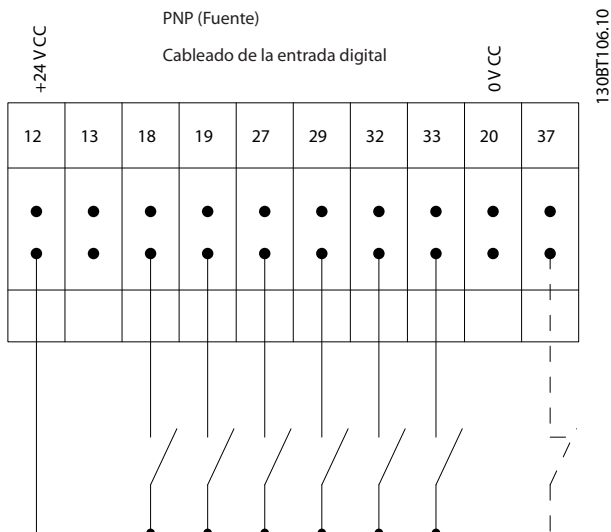 PNP (Fuente)
Cableado de la entrada digital
+24 V CC
0 V CC
130BT106.10
12 13 18 19 27 29 32 33 20 37